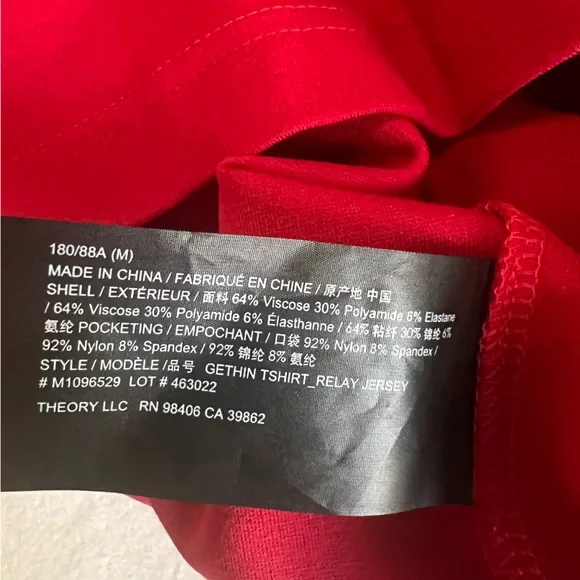 180/88A (M)
MADE IN CHINA / FABRIQUÉ EN CHINE / 原产地 中国
SHELL / EXTÉRIEUR / 面料 64% Viscose 30% Polyamide 6% Elastane
/ 64% Viscose 30% Polyamide 6% Élasthanne / 64% 粘纤 30% 锦纶 6%
氨纶 POCKETING / EMPOCHANT / 口袋 92% Nylon 8% Spandex /
92% Nylon 8% Spandex / 92% 锦纶 8% 氨纶
STYLE / MODÈLE /品号 GETHIN TSHIRT_RELAY JERSEY
# M1096529 LOT # 463022
THEORY LLC RN 98406 CA 39862